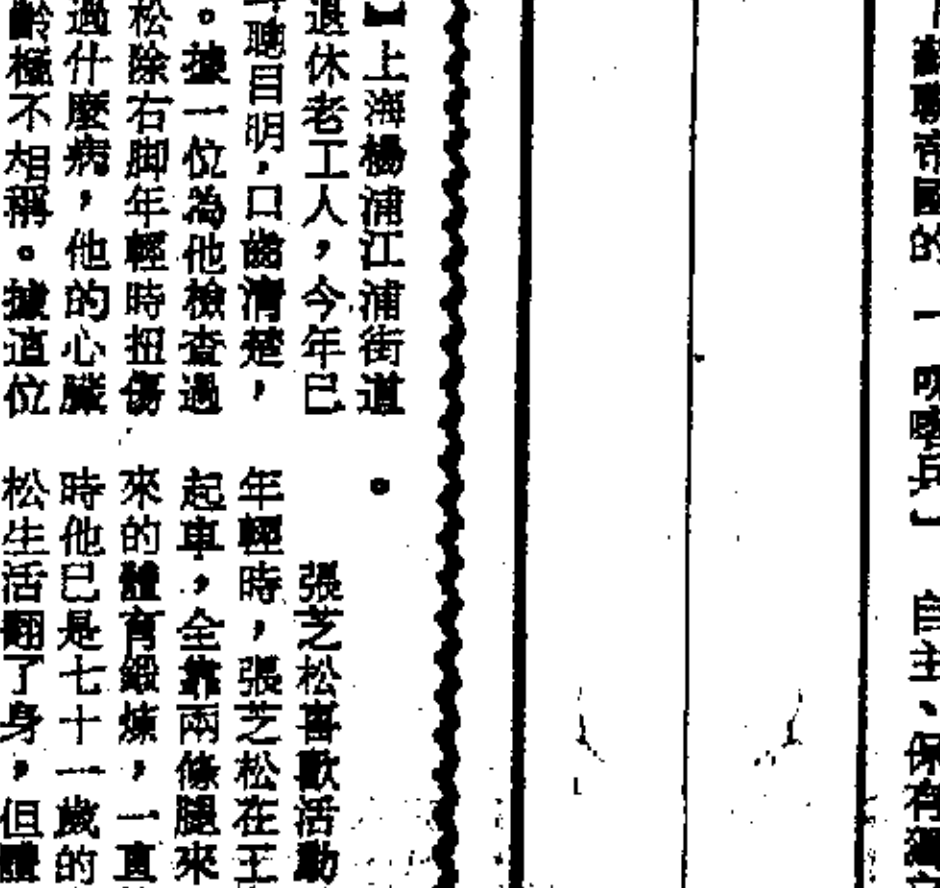 帝國的
自主、保有
】上海楊浦江浦街道
退休老工人，今年已
聰目明，口齒清楚，
。據一位為他檢查過
松除右脚年輕時扭傷
過什麼病，他的心臟
齡極不相稱。據這位
。
張芝松喜歡活動
年輕時，張芝松在王
起車，全靠兩條腿來
來的體育鍛煉，一直
時他已是七十一歲的
松生活翻了身，但體